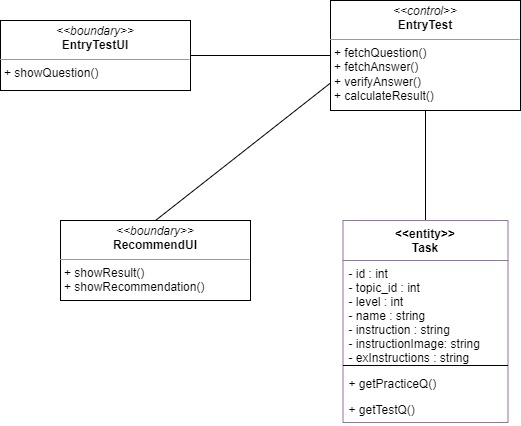 <<boundary>>
EntryTestUI
+ showQuestion()
<<control>>
EntryTest
+ fetchQuestion()
+ fetchAnswer()
+ verifyAnswer()
+ calculateResult()
<<boundary>>
RecommendUI
+ showResult()
+ showRecommendation()
<<entity>>
Task
- id : int
- topic_id : int
- level : int
- name : string
- instruction : string
- instructionImage: string
- exInstructions : string
+ getPracticeQ()
+ getTestQ()